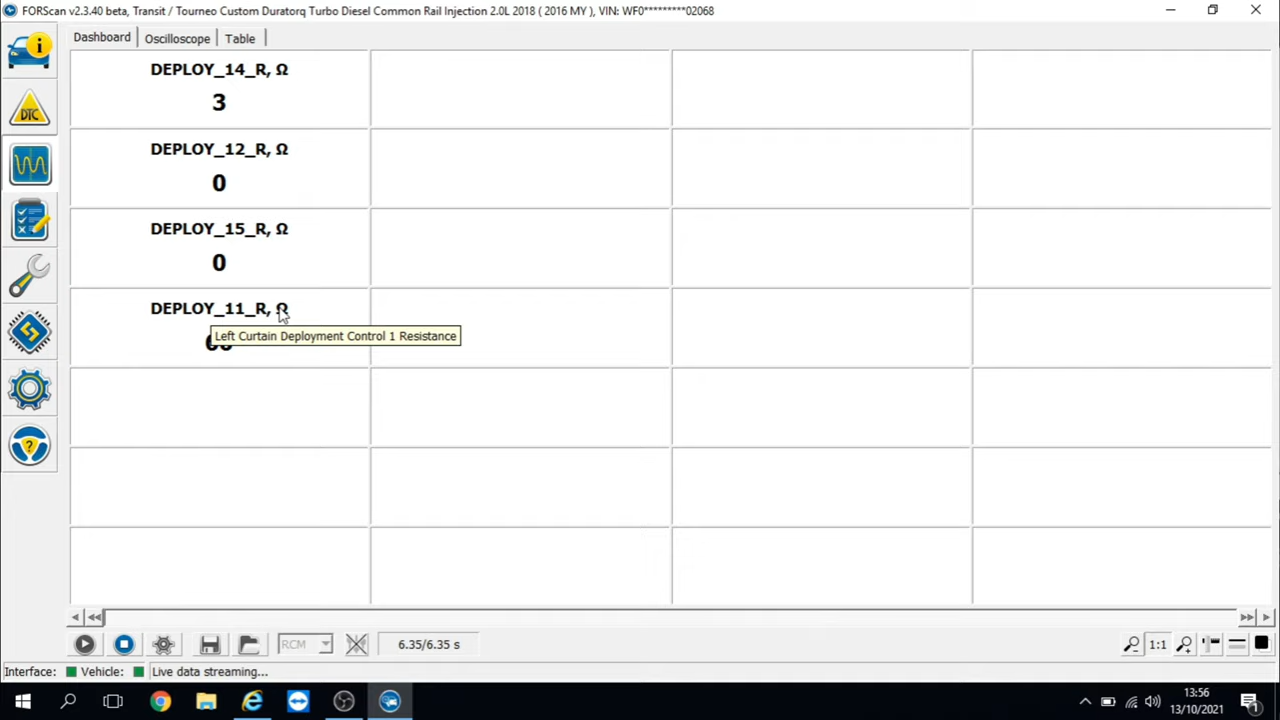 FORScan v2.3.40 beta, Transit / Tourneo Custom Duratorq Turbo Diesel Common Rail Injection 2.0L 2018 ( 2016 MY ), VIN: WF0*********02068
Dashboard Oscilloscope Table
DEPLOY_14_R, Ω
3
DTC
DEPLOY_12_R, Ω
0
DEPLOY_15_R, Ω
0
DEPLOY_11_R, Ω
Left Curtain Deployment Control 1 Resistance
RCM 6.35/6.35 s 1:1
Interface: Vehicle: Live data streaming...
13:56
13/10/2021
1